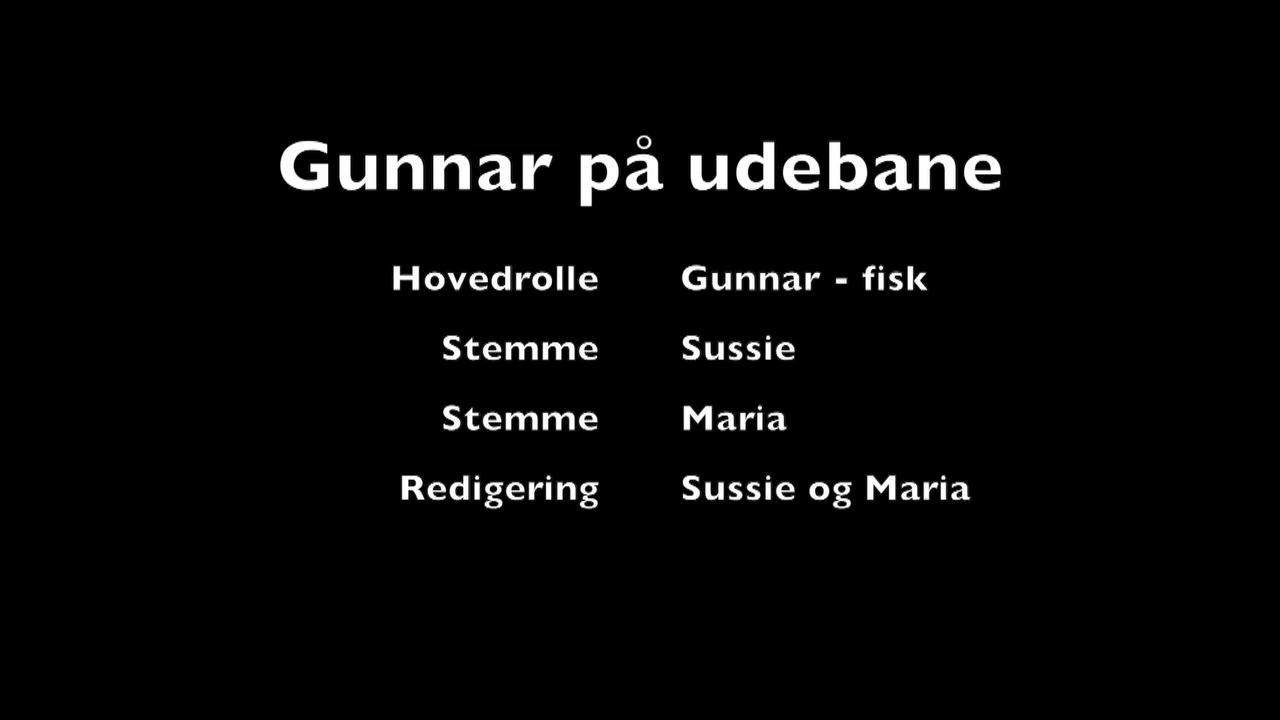 Gunnar på udebane
Hovedrolle Gunnar - fisk
Stemme Sussie
Stemme Maria
Redigering Sussie og Maria